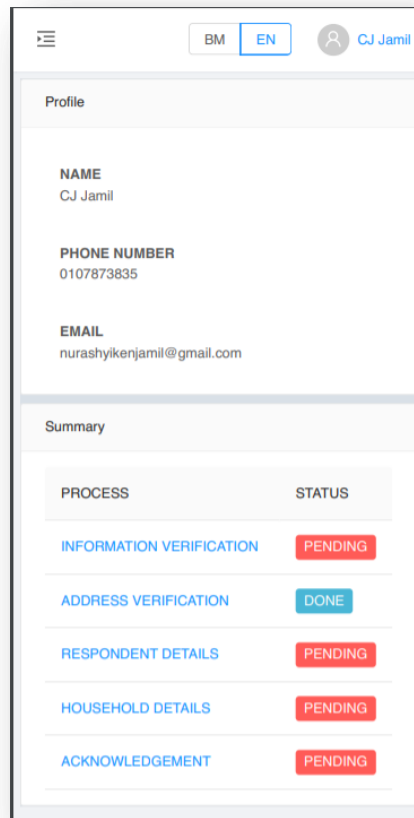 BM EN CJ Jamil
Profile
NAME
CJ Jamil
PHONE NUMBER
0107873835
EMAIL
nurashyikenjamil@gmail.com
Summary
PROCESS STATUS
INFORMATION VERIFICATION PENDING
ADDRESS VERIFICATION DONE
RESPONDENT DETAILS PENDING
HOUSEHOLD DETAILS PENDING
ACKNOWLEDGEMENT PENDING